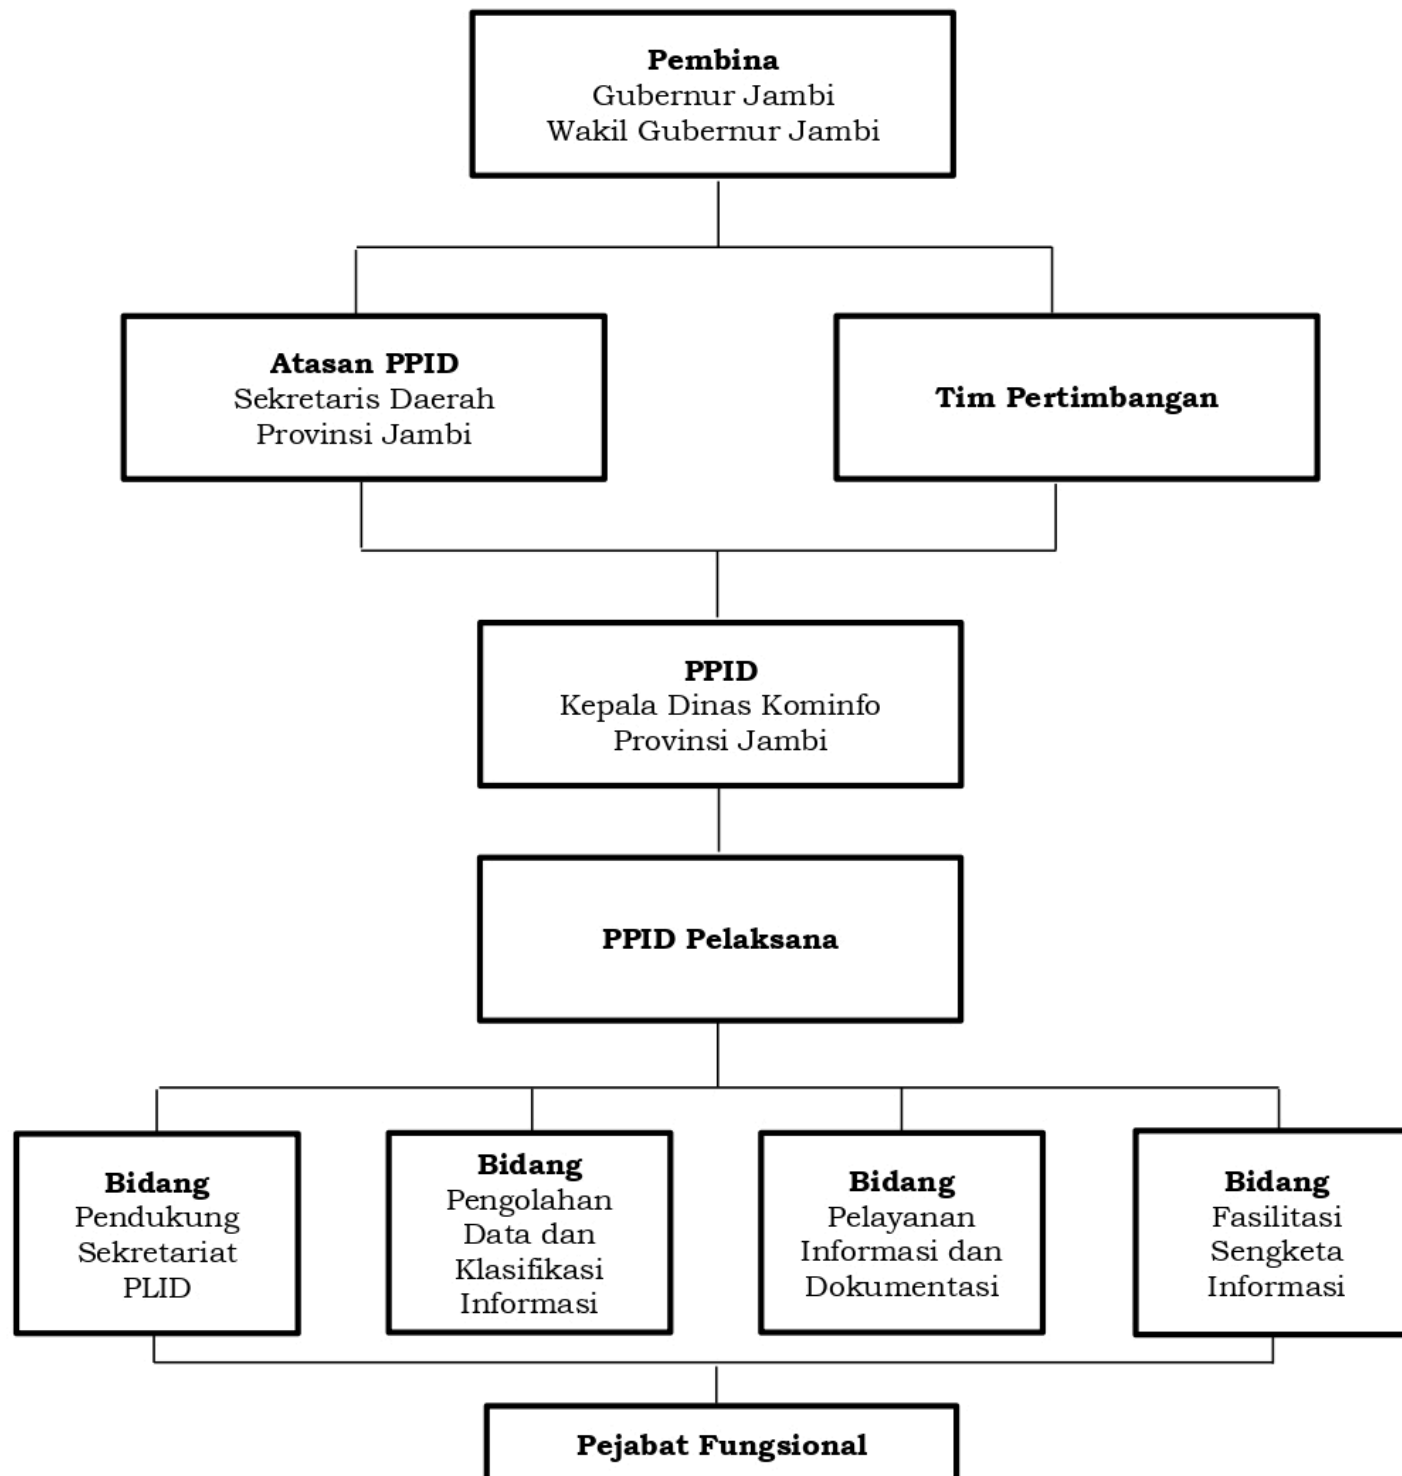 Pembina
Gubernur Jambi
Wakil Gubernur Jambi
Atasan PPID
Sekretaris Daerah
Provinsi Jambi
Tim Pertimbangan
PPID
Kepala Dinas Kominfo
Provinsi Jambi
PPID Pelaksana
Bidang
Pendukung
Sekretariat
PLID
Bidang
Pengolahan
Data dan
Klasifikasi
Informasi
Bidang
Pelayanan
Informasi dan
Dokumentasi
Bidang
Fasilitasi
Sengketa
Informasi
Pejabat Fungsional